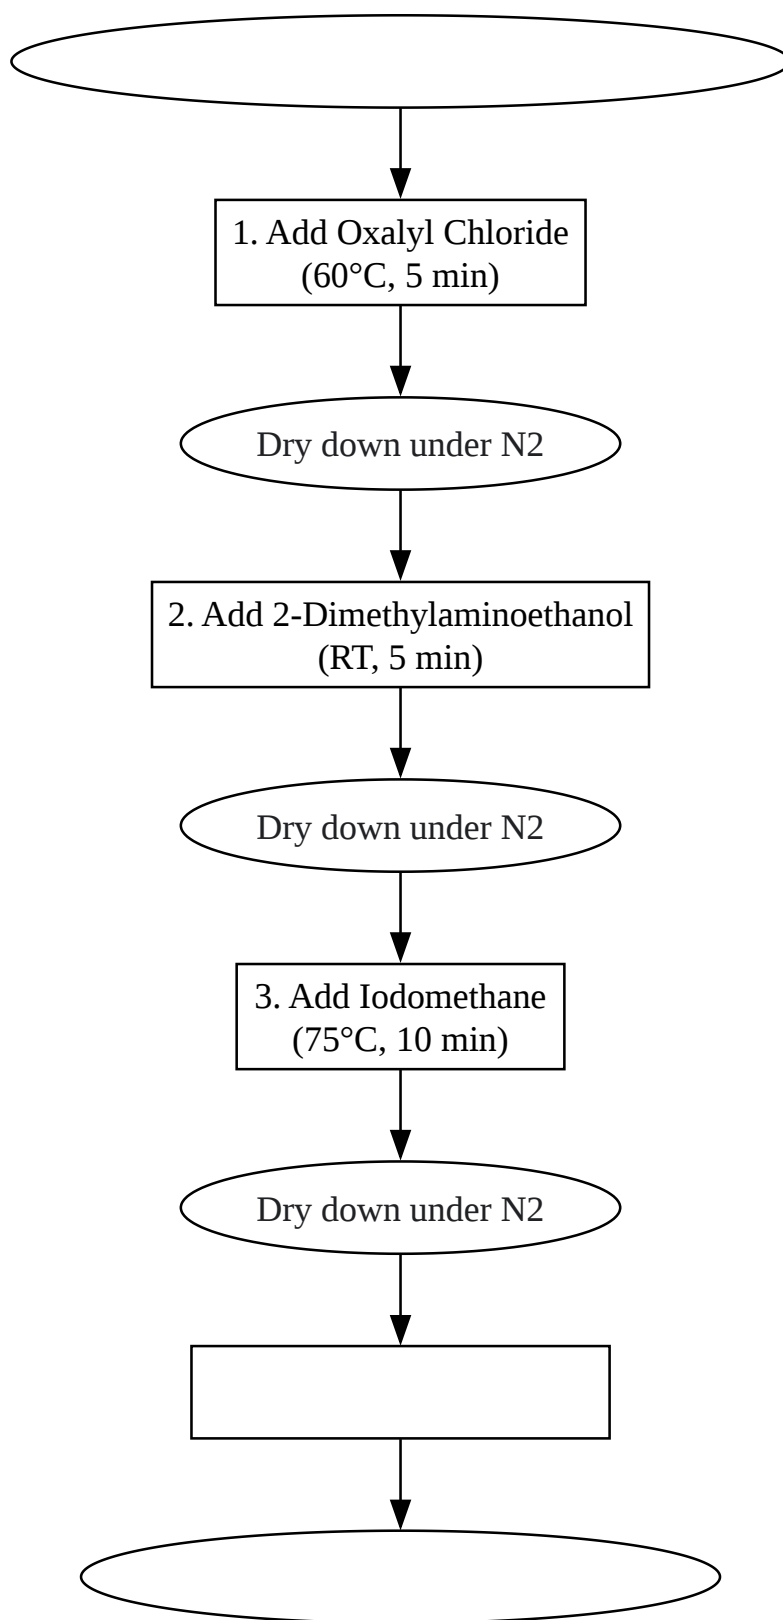 1. Add Oxalyl Chloride
(60°C, 5 min)
Dry down under N2
2. Add 2-Dimethylaminoethanol
(RT, 5 min)
Dry down under N2
3. Add Iodomethane
(75°C, 10 min)
Dry down under N2